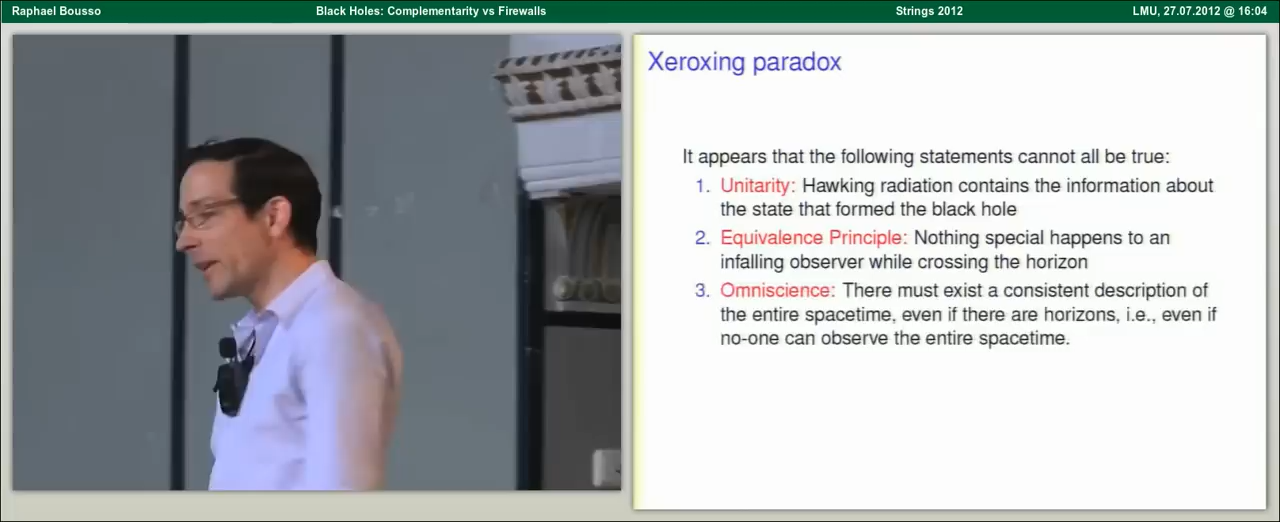 Raphael Bousso Black Holes: Complementarity vs Firewalls Strings 2012 LMU, 27.07.2012 @ 16:04
Xeroxing paradox
It appears that the following statements cannot all be true:
1. Unitarity: Hawking radiation contains the information about
the state that formed the black hole
2. Equivalence Principle: Nothing special happens to an
infalling observer while crossing the horizon
3. Omniscience: There must exist a consistent description of
the entire spacetime, even if there are horizons, i.e., even if
no-one can observe the entire spacetime.